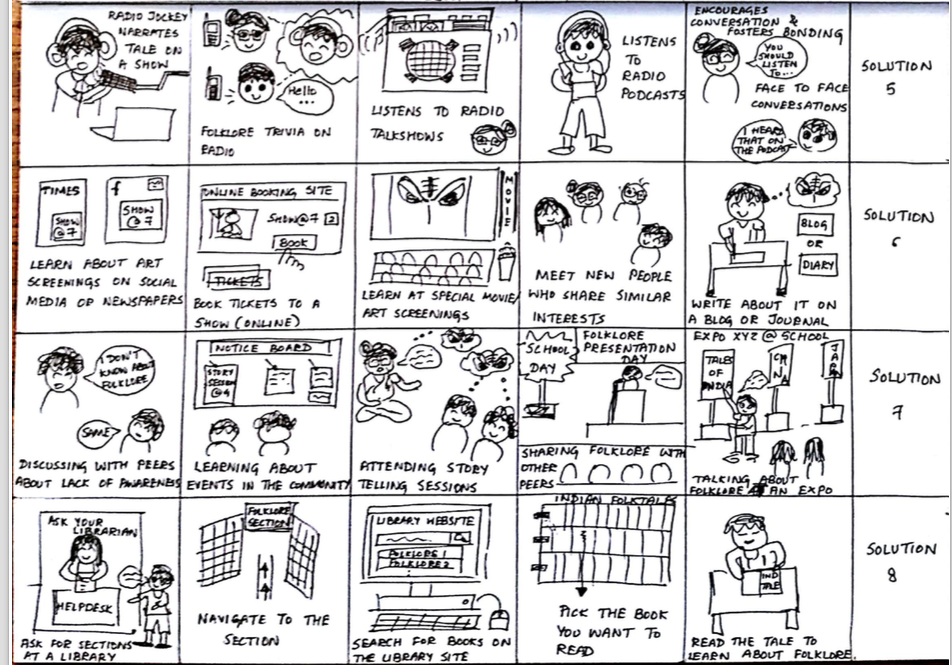 RADIO JOCKEY
NARRATES
TALE ON
A SHOW
Hello
...
FOLKLORE TRIVIA ON
RADIO
LISTENS TO RADIO
TALKSHOWS
LISTENS
TO
RADIO
PODCASTS
ENCOURAGES
CONVERSATION &
FOSTERS BONDING
YOU
SHOULD
LISTEN
TO...
FACE TO FACE
CONVERSATIONS
I HEARD
THAT ON
THE PODCAST
SOLUTION
5
TIMES
SHOW
@ 7
f
SHOW
@ 7
LEARN ABOUT ART
SCREENINGS ON SOCIAL
MEDIA OR NEWSPAPERS
ONLINE BOOKING SITE
SHOW@7 2
BOOK
TICKETS
BOOK TICKETS TO A
SHOW (ONLINE)
MOVIE
LEARN AT SPECIAL MOVIE/
ART SCREENINGS
MEET NEW PEOPLE
WHO SHARE SIMILAR
INTERESTS
BLOG
OR
DIARY
WRITE ABOUT IT ON
A BLOG OR JOURNAL
SOLUTION
6
I DON'T
KNOW ABOUT
FOLKLORE
SAME
DISCUSSING WITH PEERS
ABOUT LACK OF AWARENESS
NOTICE BOARD
STORY
SESSION
@4
LEARNING ABOUT
EVENTS IN THE COMMUNITY
ATTENDING STORY
TELLING SESSIONS
SCHOOL
DAY
FOLKLORE
PRESENTATION
DAY
SHARING FOLKLORE WITH
OTHER
PEERS
EXPO XYZ @ SCHOOL
TALES
OF
INDIA
CHINA
JAPAN
TALKING ABOUT
FOLKLORE AT AN EXPO
SOLUTION
7
ASK YOUR
LIBRARIAN
HELPDESK
ASK FOR SECTIONS
AT A LIBRARY
FOLKLORE
SECTION
NAVIGATE TO THE
SECTION
LIBRARY WEBSITE
FOLKLORE 1
FOLKLORE 2
SEARCH FOR BOOKS ON
THE LIBRARY SITE
INDIAN FOLKTALES
PICK THE BOOK
YOU WANT TO
READ
IND
TALE
READ THE TALE TO
LEARN ABOUT FOLKLORE.
SOLUTION
8